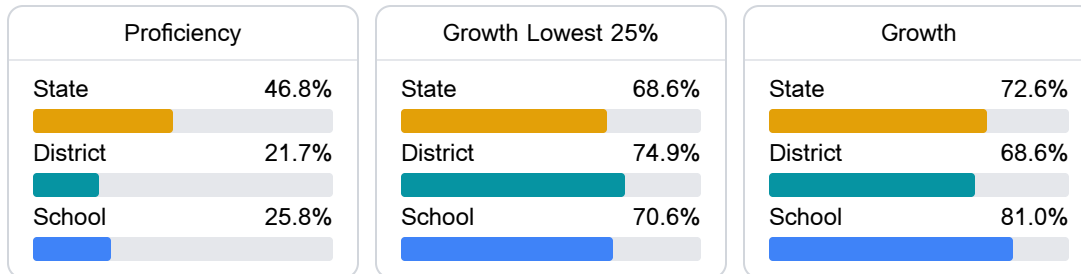 Proficiency
State 46.8%
District 21.7%
School 25.8%
Growth Lowest 25%
State 68.6%
District 74.9%
School 70.6%
Growth
State 72.6%
District 68.6%
School 81.0%